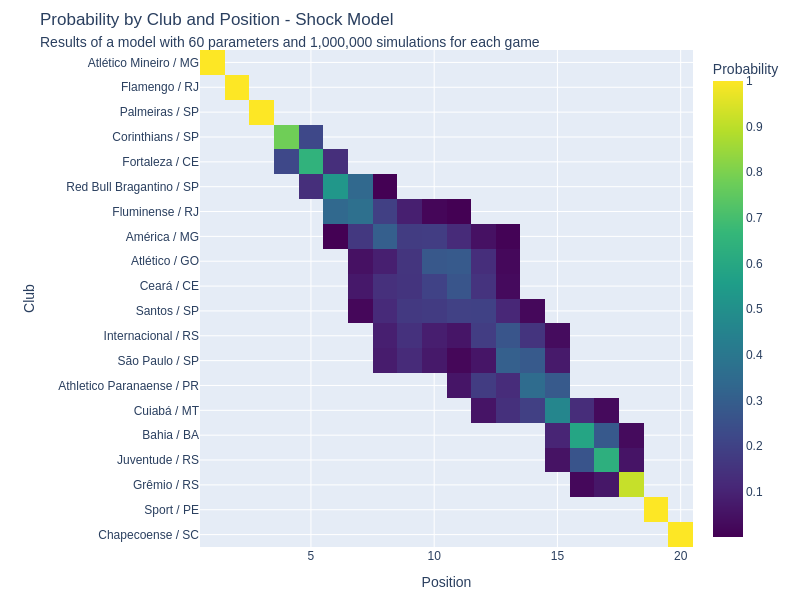 Probability by Club and Position - Shock Model
Results of a model with 60 parameters and 1,000,000 simulations for each game
Probability
1
0.9
0.8
0.7
0.6
0.5
0.4
0.3
0.2
0.1
Club
Atlético Mineiro / MG
Flamengo / RJ
Palmeiras / SP
Corinthians / SP
Fortaleza / CE
Red Bull Bragantino / SP
Fluminense / RJ
América / MG
Atlético / GO
Ceará / CE
Santos / SP
Internacional / RS
São Paulo / SP
Athletico Paranaense / PR
Cuiabá / MT
Bahia / BA
Juventude / RS
Grêmio / RS
Sport / PE
Chapecoense / SC
5 10 15 20
Position